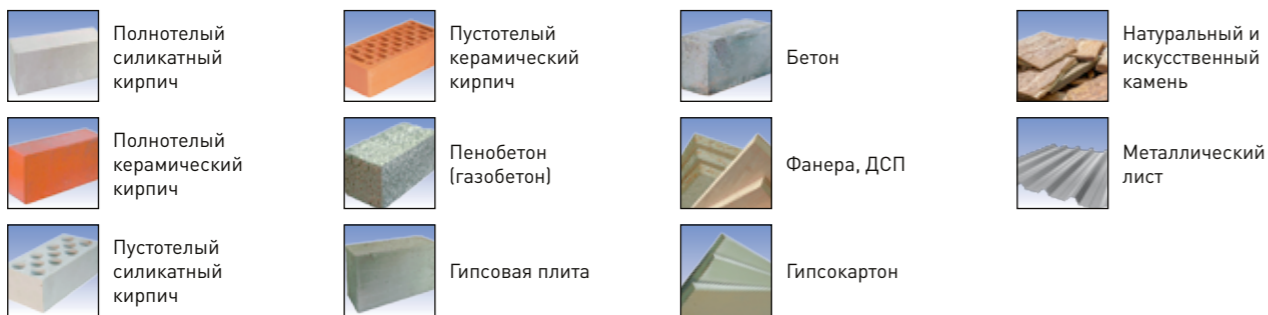 Полнотелый
силикатный
кирпич
Полнотелый
керамический
кирпич
Пустотелый
силикатный
кирпич
Пустотелый
керамический
кирпич
Пенобетон
(газобетон)
Гипсовая плита
Бетон
Фанера, ДСП
Гипсокартон
Натуральный и
искусственный
камень
Металлический
лист